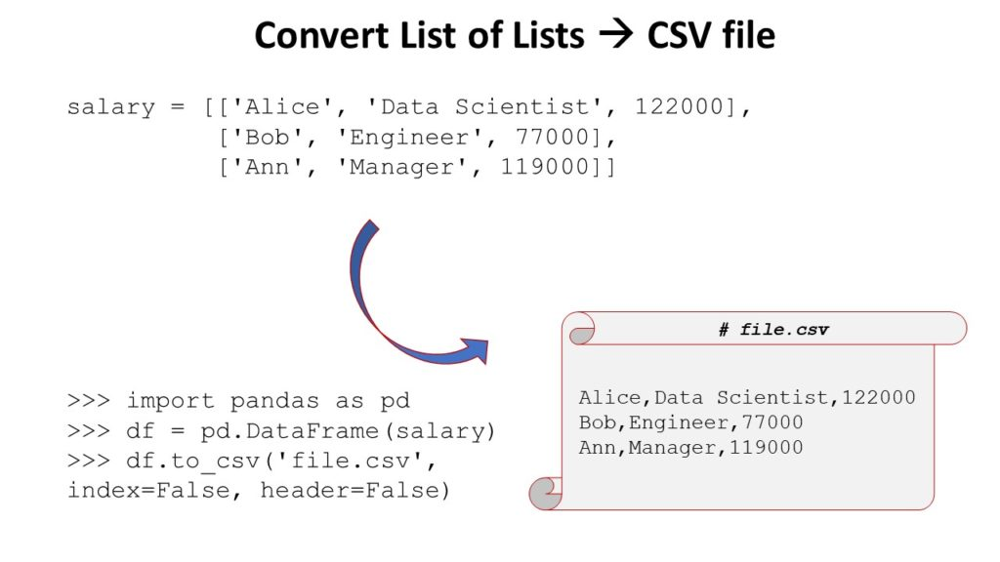 Convert List of Lists → CSV file
salary = [['Alice', 'Data Scientist', 122000],
['Bob', 'Engineer', 77000],
['Ann', 'Manager', 119000]]
# file.csv
Alice,Data Scientist,122000
Bob,Engineer,77000
Ann,Manager,119000
>>> import pandas as pd
>>> df = pd.DataFrame(salary)
>>> df.to_csv('file.csv',
index=False, header=False)